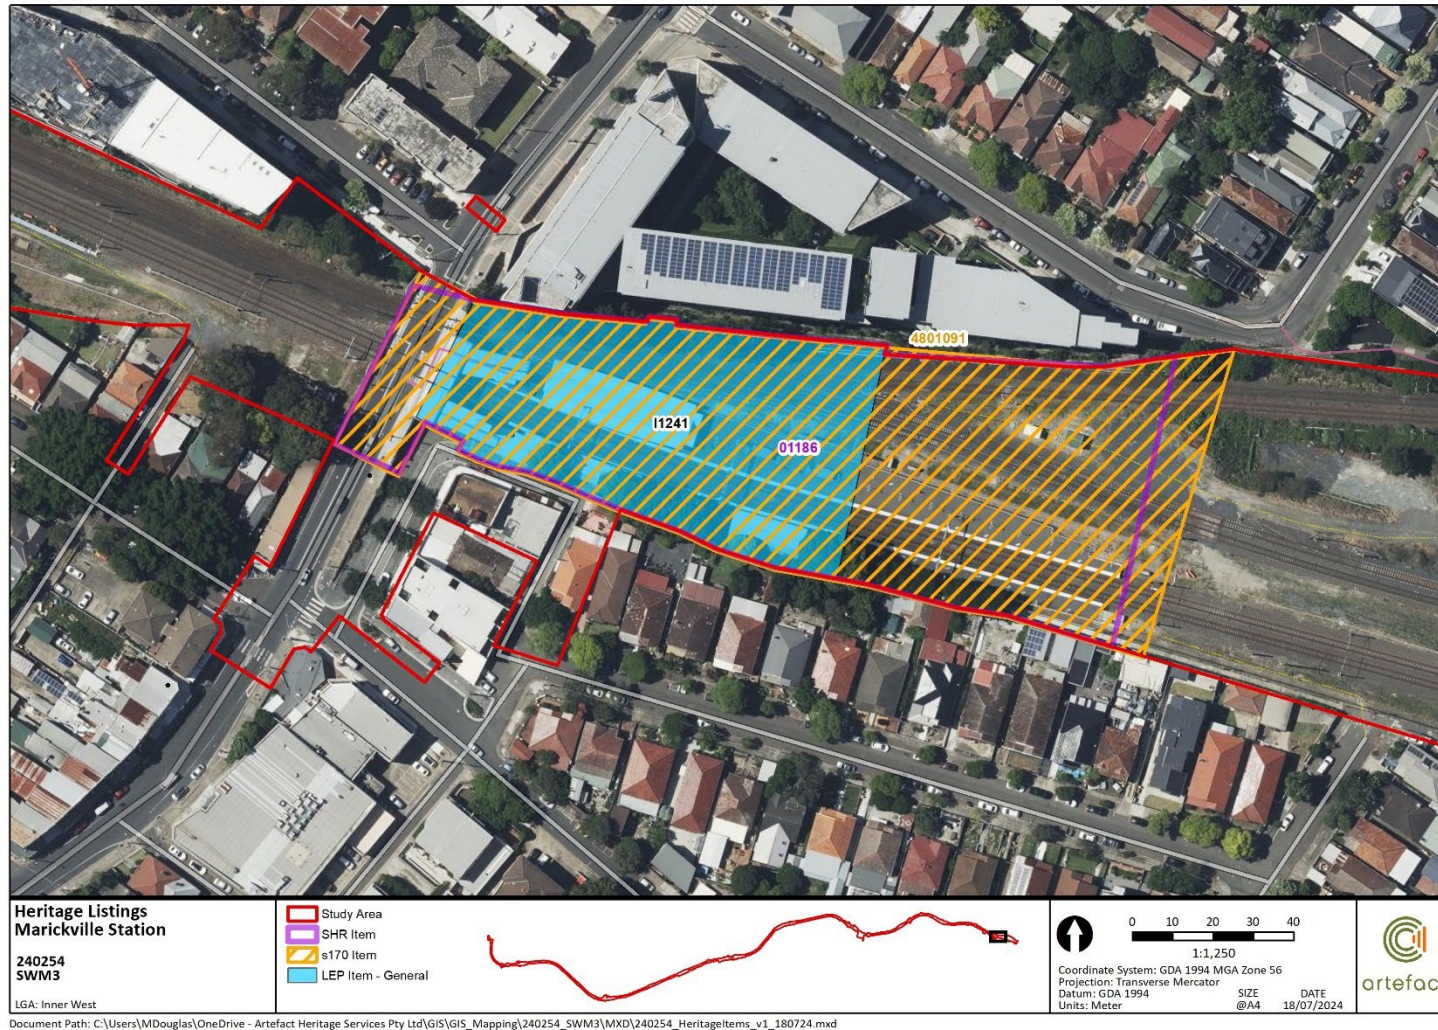 4801091
I1241
01186
Heritage Listings
Marickville Station
240254
SWM3
LGA: Inner West
Study Area
SHR Item
s170 Item
LEP Item - General
0 10 20 30 40
1:1,250
Coordinate System: GDA 1994 MGA Zone 56
Projection: Transverse Mercator
Datum: GDA 1994
Units: Meter
SIZE
@A4
DATE
18/07/2024
artefac
Document Path: C:\Users\MDouglas\OneDrive - Artefact Heritage Services Pty Ltd\GIS\GIS_Mapping\240254_SWM3\MXD\240254_HeritageItems_v1_180724.mxd